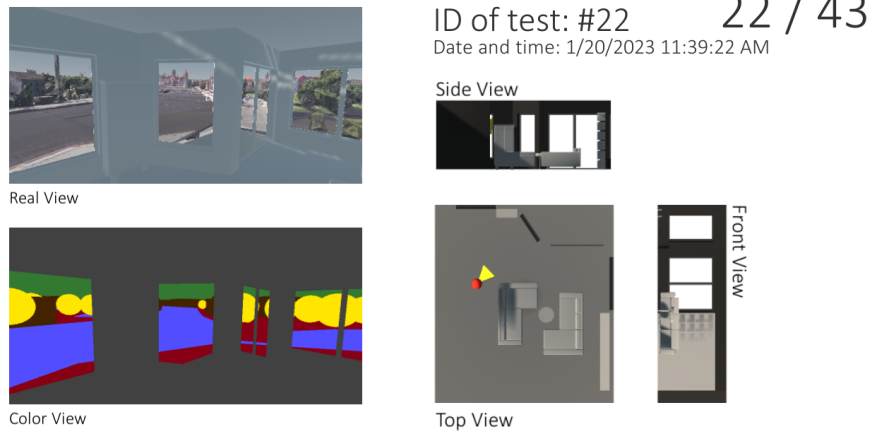 ID of test: #22
22 / 43
Date and time: 1/20/2023 11:39:22 AM
Side View
Real View
Front View
Color View
Top View